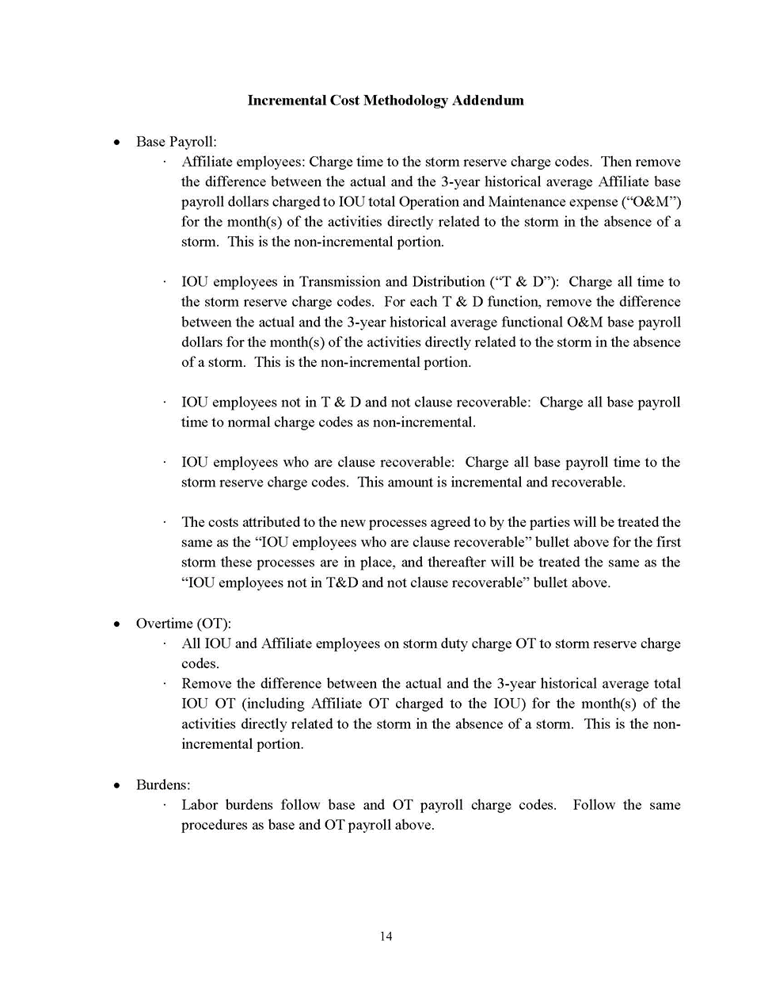 Incremental Cost Methodology Addendum
• Base Payroll:
· Affiliate employees: Charge time to the storm reserve charge codes. Then remove
the difference between the actual and the 3-year historical average Affiliate base
payroll dollars charged to IOU total Operation and Maintenance expense (“O&M”)
for the month(s) of the activities directly related to the storm in the absence of a
storm. This is the non-incremental portion.
· IOU employees in Transmission and Distribution (“T & D”): Charge all time to
the storm reserve charge codes. For each T & D function, remove the difference
between the actual and the 3-year historical average functional O&M base payroll
dollars for the month(s) of the activities directly related to the storm in the absence
of a storm. This is the non-incremental portion.
· IOU employees not in T & D and not clause recoverable: Charge all base payroll
time to normal charge codes as non-incremental.
· IOU employees who are clause recoverable: Charge all base payroll time to the
storm reserve charge codes. This amount is incremental and recoverable.
· The costs attributed to the new processes agreed to by the parties will be treated the
same as the “IOU employees who are clause recoverable” bullet above for the first
storm these processes are in place, and thereafter will be treated the same as the
“IOU employees not in T&D and not clause recoverable” bullet above.
• Overtime (OT):
· All IOU and Affiliate employees on storm duty charge OT to storm reserve charge
codes.
· Remove the difference between the actual and the 3-year historical average total
IOU OT (including Affiliate OT charged to the IOU) for the month(s) of the
activities directly related to the storm in the absence of a storm. This is the non-
incremental portion.
• Burdens:
· Labor burdens follow base and OT payroll charge codes. Follow the same
procedures as base and OT payroll above.
14